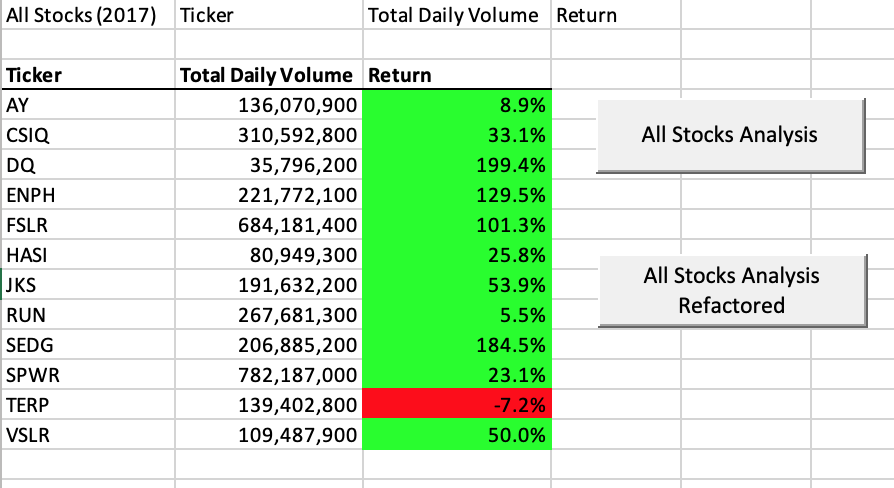 All Stocks (2017) Ticker Total Daily Volume Return
Ticker Total Daily Volume Return
AY 136,070,900 8.9%
CSIQ 310,592,800 33.1%
All Stocks Analysis
DQ 35,796,200 199.4%
ENPH 221,772,100 129.5%
FSLR 684,181,400 101.3%
HASI 80,949,300 25.8%
JKS 191,632,200 53.9%
All Stocks Analysis
Refactored
RUN 267,681,300 5.5%
SEDG 206,885,200 184.5%
SPWR 782,187,000 23.1%
TERP 139,402,800 -7.2%
VSLR 109,487,900 50.0%